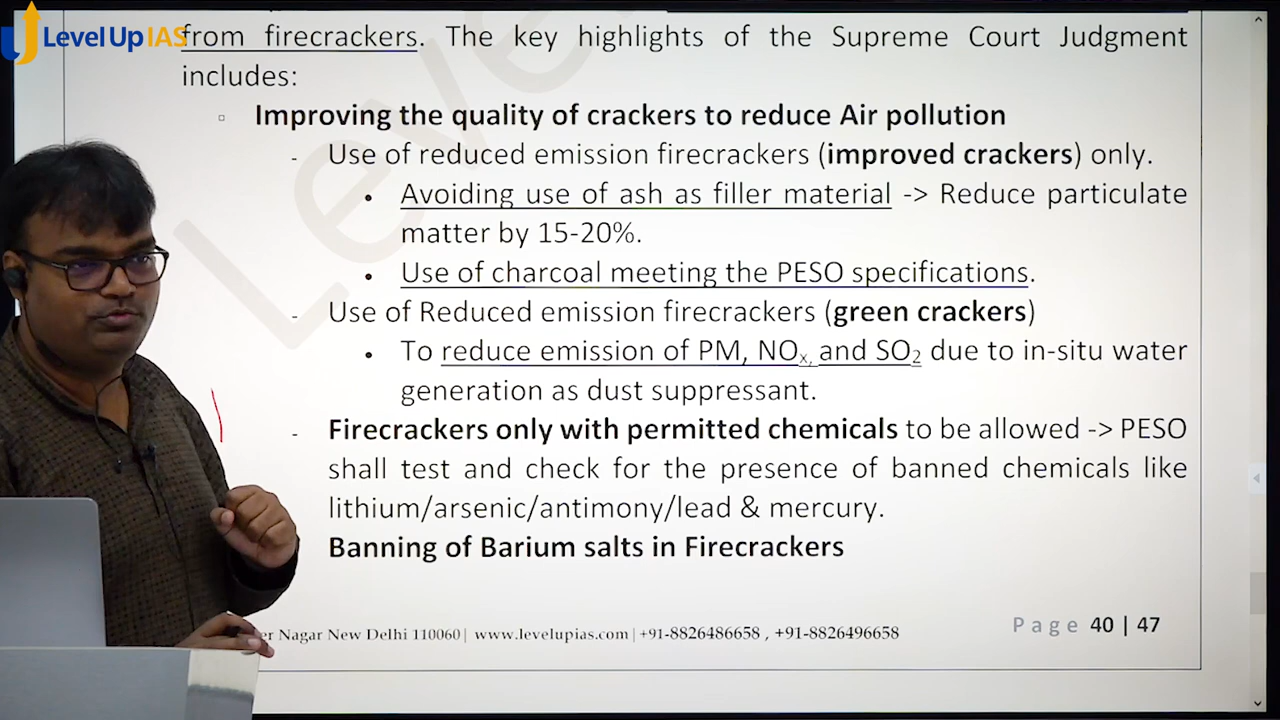 Level Up IAS
from firecrackers. The key highlights of the Supreme Court Judgment
includes:
Improving the quality of crackers to reduce Air pollution
- Use of reduced emission firecrackers (improved crackers) only.
• Avoiding use of ash as filler material -> Reduce particulate
matter by 15-20%.
• Use of charcoal meeting the PESO specifications.
- Use of Reduced emission firecrackers (green crackers)
• To reduce emission of PM, NOx, and SO2 due to in-situ water
generation as dust suppressant.
- Firecrackers only with permitted chemicals to be allowed -> PESO
shall test and check for the presence of banned chemicals like
lithium/arsenic/antimony/lead & mercury.
Banning of Barium salts in Firecrackers
Nagar New Delhi 110060| www.levelupias.com | +91-8826486658 , +91-8826496658
Page 40 | 47